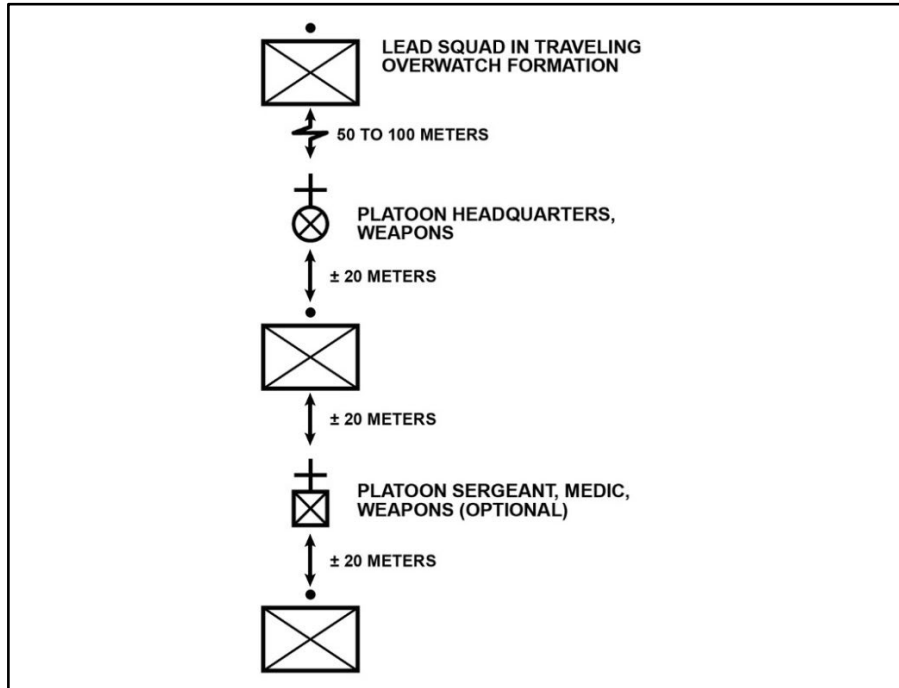 LEAD SQUAD IN TRAVELING
OVERWATCH FORMATION
50 TO 100 METERS
PLATOON HEADQUARTERS,
WEAPONS
± 20 METERS
± 20 METERS
PLATOON SERGEANT, MEDIC,
WEAPONS (OPTIONAL)
± 20 METERS